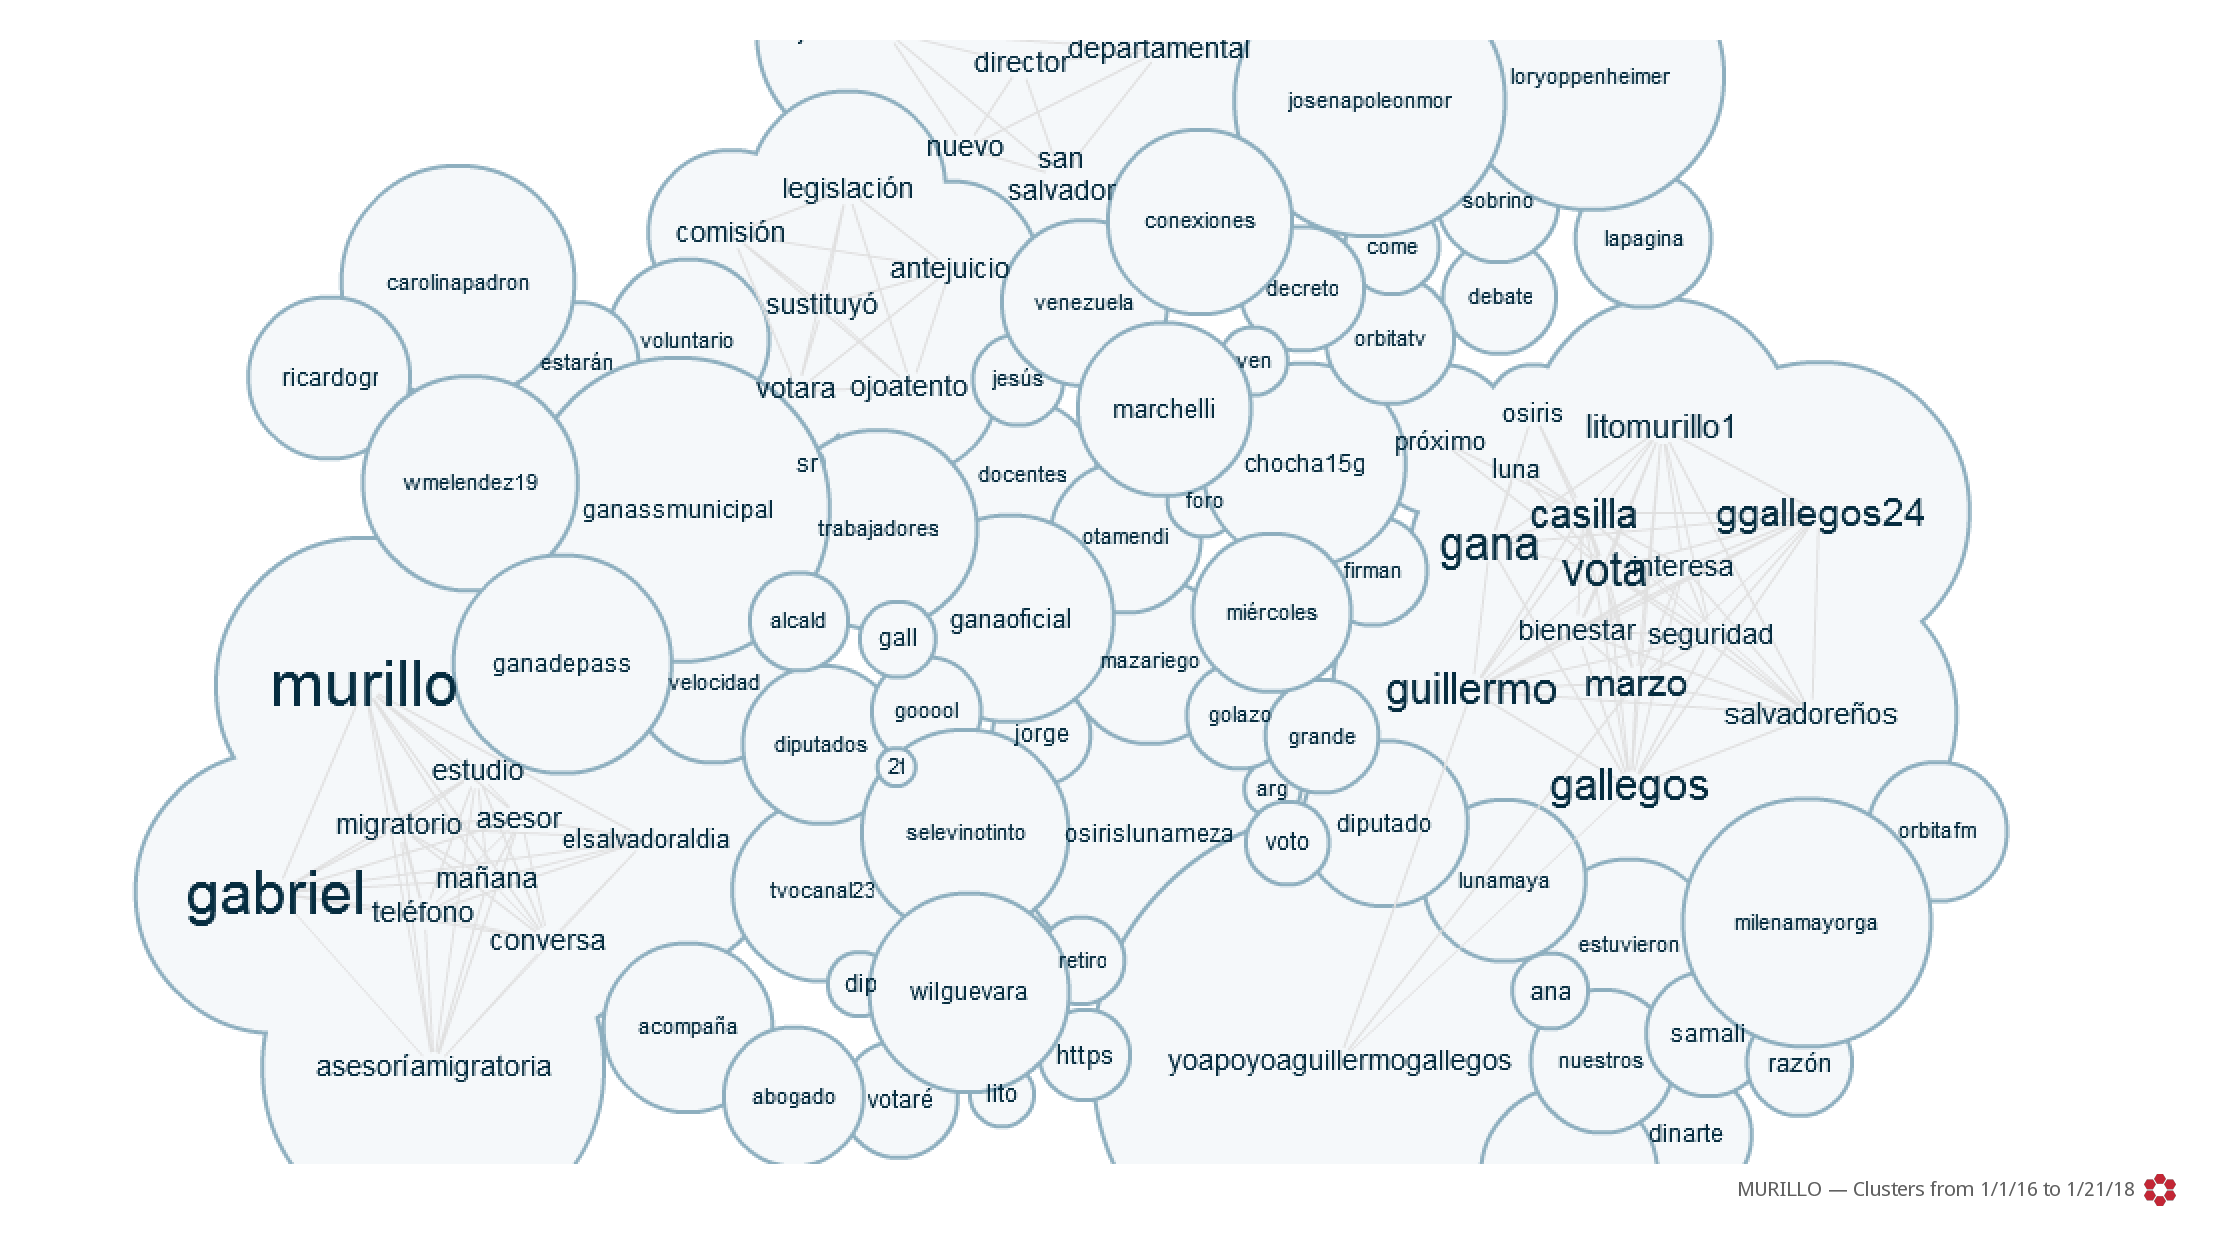 director
departamental
loryoppenheimer
josenapoleonmor
nuevo
san
salvador
legislación
comisión
conexiones
sobrino
lapagina
come
antejuicio
carolinapadron
decreto
debate
venezuela
sustituyó
voluntario
orbitatv
estarán
ven
ricardogr
jesús
votara
ojoatento
marchelli
osiris
litomurillo1
próximo
sr
chocha15g
luna
docentes
wmelendez19
foro
ganassmunicipal
casilla
ggallegos24
trabajadores
otamendi
gana
firman
vota
interesa
miércoles
alcald
ganaoficial
gall
bienestar
seguridad
mazariego
ganadepass
velocidad
murillo
guillermo
marzo
gooool
golazo
salvadoreños
jorge
grande
diputados
2t
estudio
gallegos
arg
migratorio
asesor
elsalvadoraldia
selevinotinto
osirislunameza
voto
diputado
orbitafm
mañana
tvocanal23
lunamaya
gabriel
teléfono
milenamayorga
conversa
estuvieron
retiro
dip
wilguevara
ana
acompaña
samali
https
asesoríamigratoria
yoapoyoaguillermogallegos
nuestros
razón
abogado
votaré
lito
dinarte
MURILLO — Clusters from 1/1/16 to 1/21/18